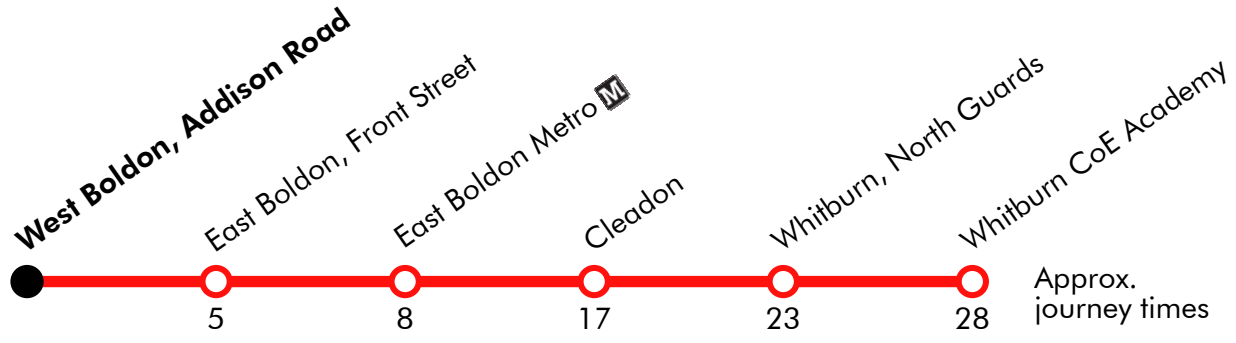 West Boldon, Addison Road
East Boldon, Front Street
East Boldon Metro M
Cleadon
Whitburn, North Guards
Whitburn CoE Academy
5
8
17
23
28
Approx.
journey times